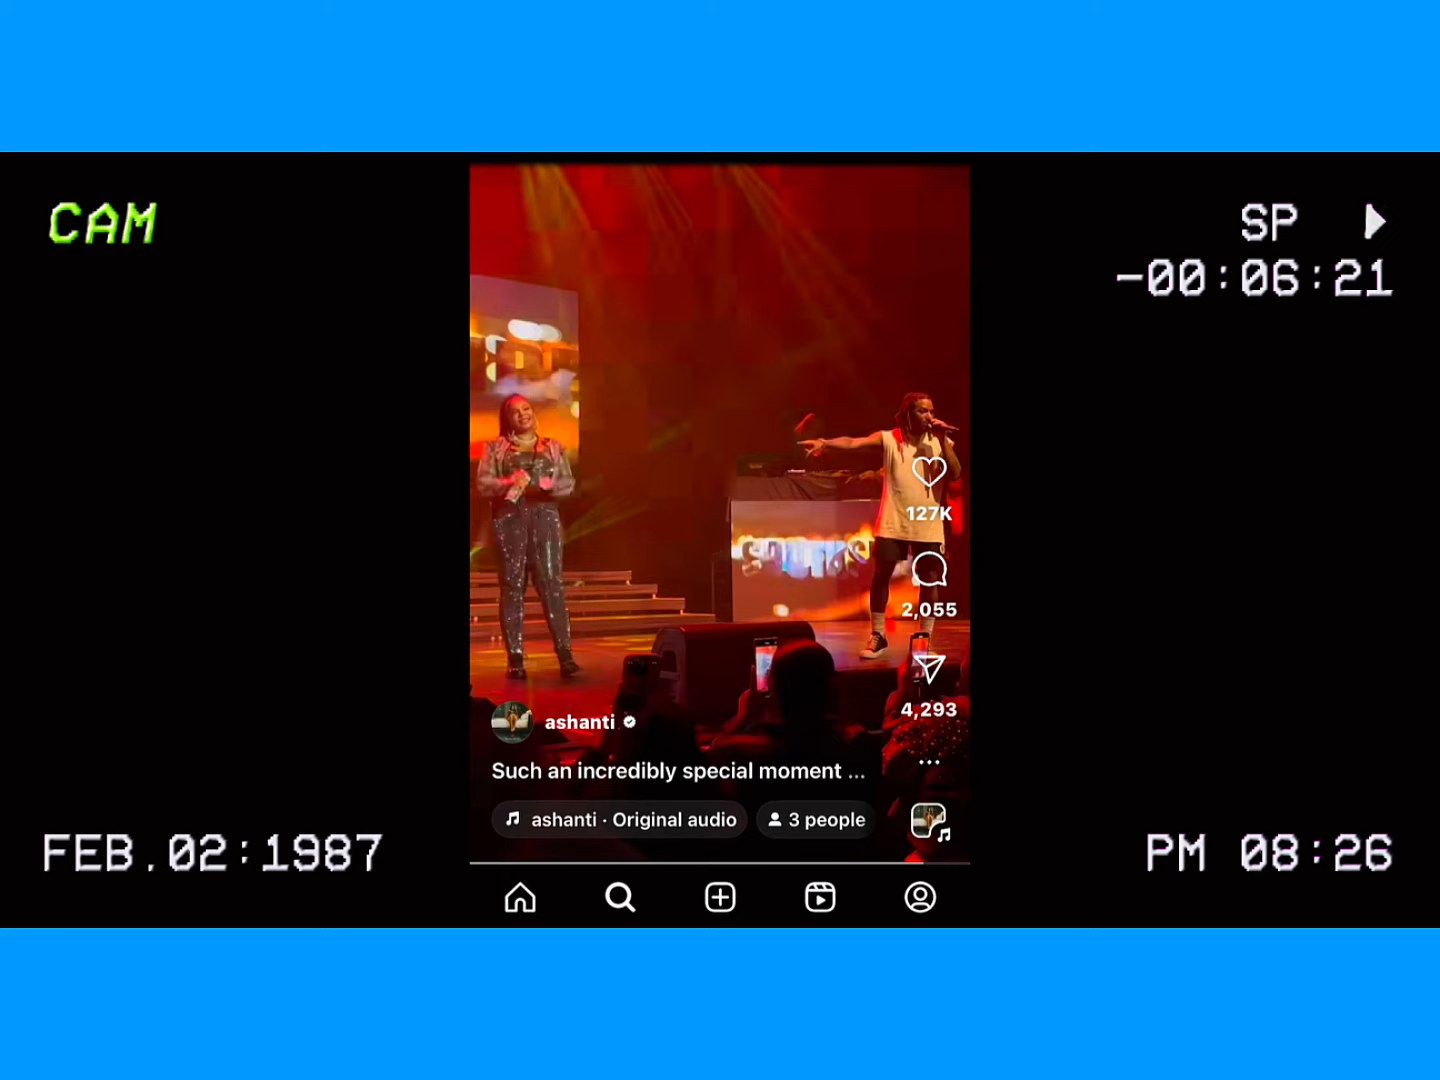 CAM
SP
-00:06:21
127K
2,055
4,293
ashanti
Such an incredibly special moment ...
ashanti · Original audio
3 people
FEB.02:1987
PM 08:26